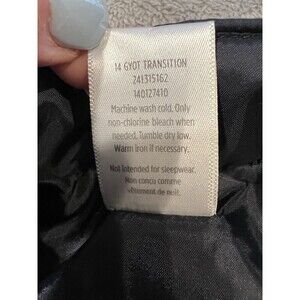 14 GYOT TRANSITION
241315162
140127410
Machine wash cold. Only
non-chlorine bleach when
needed. Tumble dry low.
Warm iron if necessary.
Not intended for sleepwear.
Non conçu comme
vêtement de nuit.